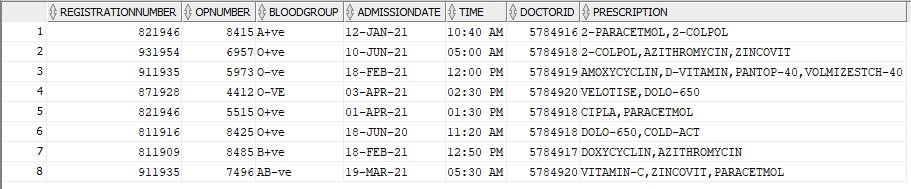 REGISTRATIONNUMBER OPNUMBER BLOODGROUP ADMISSIONDATE TIME DOCTORID PRESCRIPTION
1 821946 8415 A+ve 12-JAN-21 10:40 AM 5784916 2-PARACETMOL,2-COLPOL
2 931954 6957 O+ve 10-JUN-21 05:00 AM 5784918 2-COLPOL,AZITHROMYCIN,ZINCOVIT
3 911935 5973 O-ve 18-FEB-21 12:00 PM 5784919 AMOXYCYCLIN,D-VITAMIN,PANTOP-40,VOLMIZESTCH-40
4 871928 4412 O-VE 03-APR-21 02:30 PM 5784920 VELOTISE,DOLO-650
5 821946 5515 O+ve 01-APR-21 01:30 PM 5784918 CIPLA,PARACETMOL
6 811916 8425 O+ve 18-JUN-20 11:20 AM 5784918 DOLO-650,COLD-ACT
7 811909 8485 B+ve 18-FEB-21 12:50 PM 5784917 DOXYCYCLIN,AZITHROMYCIN
8 911935 7496 AB-ve 19-MAR-21 05:30 AM 5784920 VITAMIN-C,ZINCOVIT,PARACETMOL